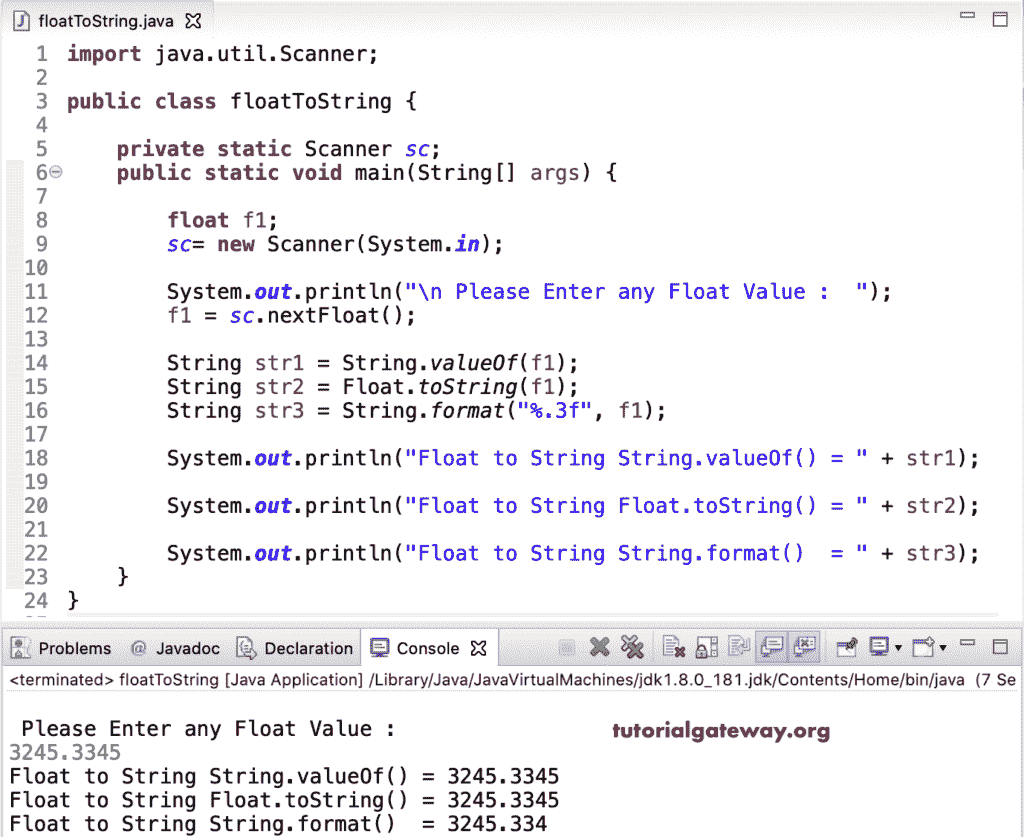 floatToString.java
1 import java.util.Scanner;
2
3 public class floatToString {
4
5     private static Scanner sc;
6     public static void main(String[] args) {
7
8         float f1;
9         sc= new Scanner(System.in);
10
11         System.out.println("\n Please Enter any Float Value :  ");
12         f1 = sc.nextFloat();
13
14         String str1 = String.valueOf(f1);
15         String str2 = Float.toString(f1);
16         String str3 = String.format("%.3f", f1);
17
18         System.out.println("Float to String String.valueOf() = " + str1);
19
20         System.out.println("Float to String Float.toString() = " + str2);
21
22         System.out.println("Float to String String.format()  = " + str3);
23     }
24 }
Problems @ Javadoc Declaration Console
<terminated> floatToString [Java Application] /Library/Java/JavaVirtualMachines/jdk1.8.0_181.jdk/Contents/Home/bin/java (7 Se
Please Enter any Float Value :
tutorialgateway.org
3245.3345
Float to String String.valueOf() = 3245.3345
Float to String Float.toString() = 3245.3345
Float to String String.format()  = 3245.334